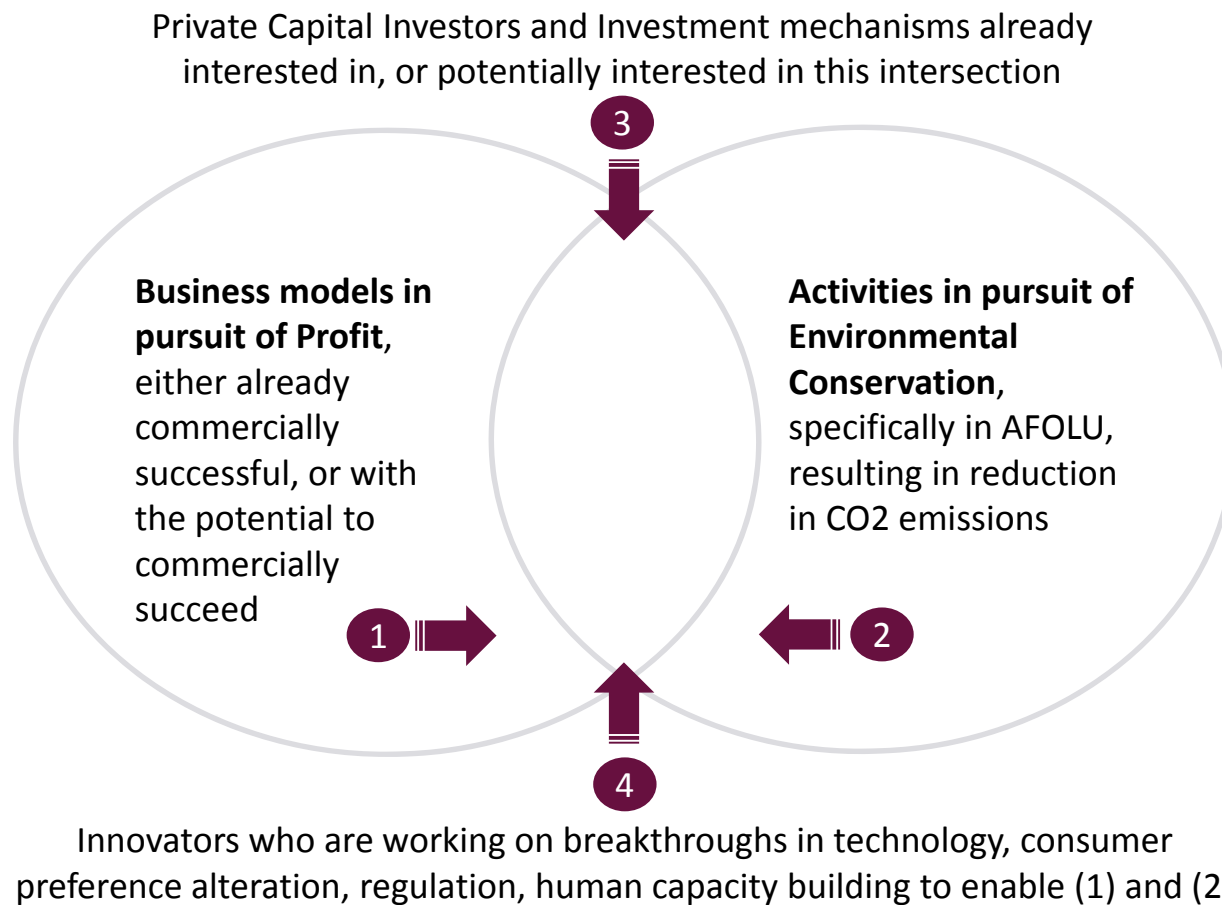 Private Capital Investors and Investment mechanisms already
interested in, or potentially interested in this intersection
3
Business models in
pursuit of Profit,
either already
commercially
successful, or with
the potential to
commercially
succeed
Activities in pursuit of
Environmental
Conservation,
specifically in AFOLU,
resulting in reduction
in CO2 emissions
1
2
4
Innovators who are working on breakthroughs in technology, consumer
preference alteration, regulation, human capacity building to enable (1) and (2